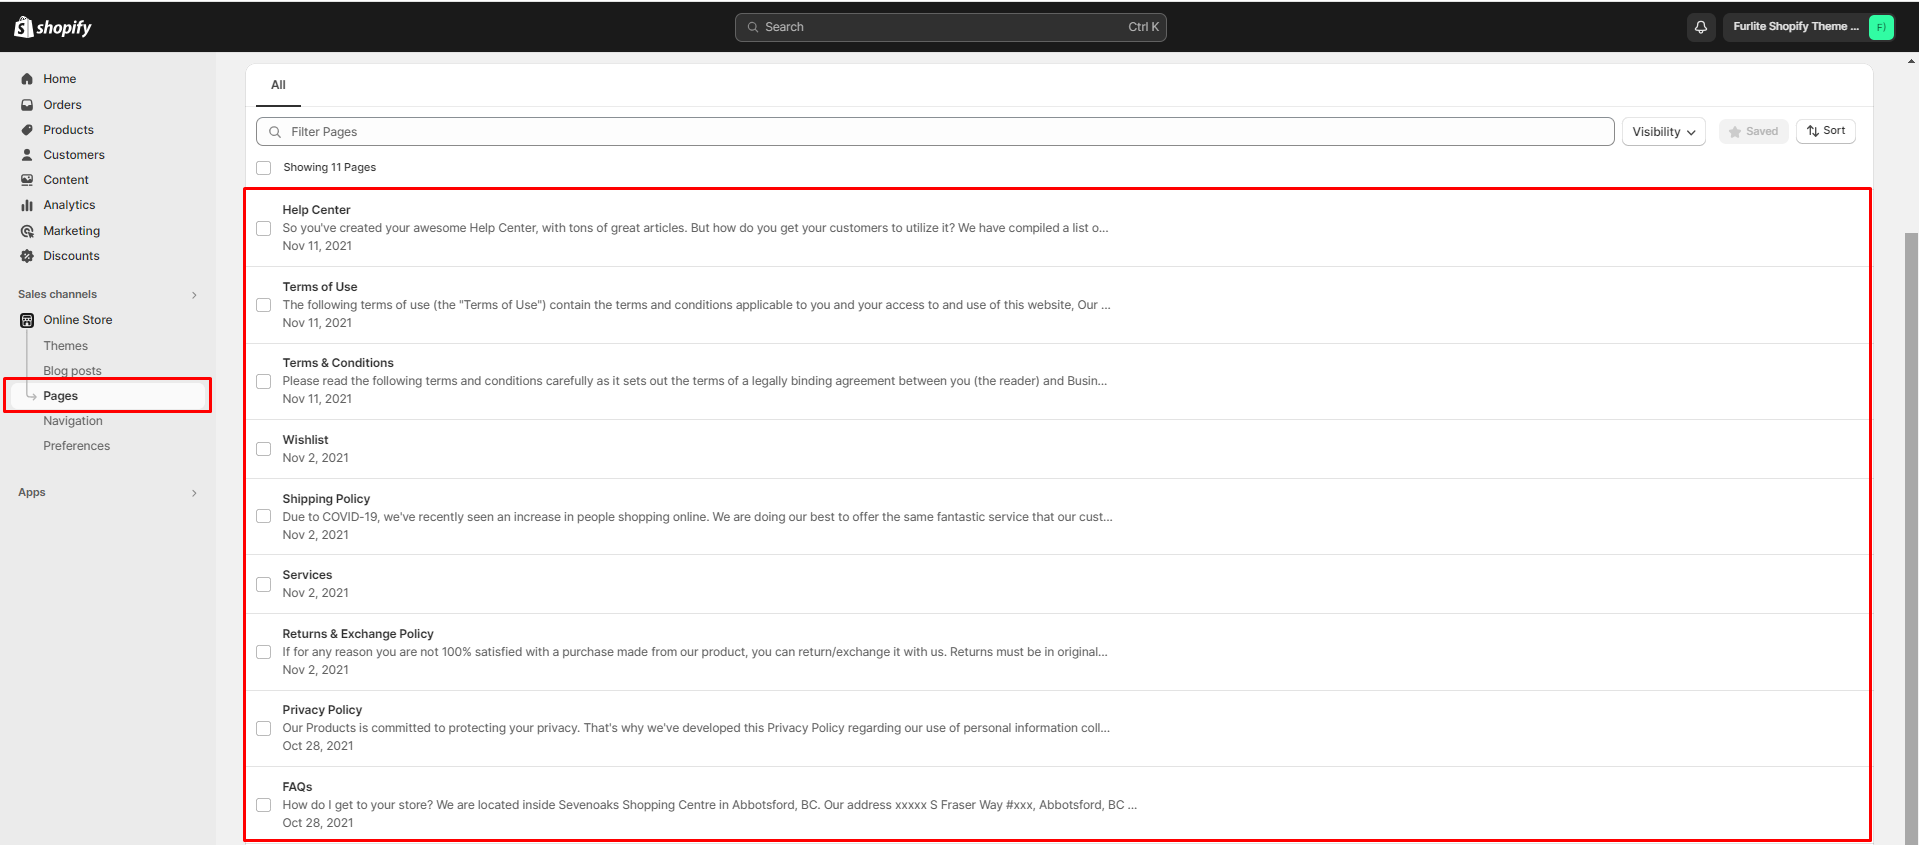 shopify
Search
Ctrl K
Furlite Shopify Theme ...
F)
Home
Orders
Products
Customers
Content
Analytics
Marketing
Discounts
Sales channels
Online Store
Themes
Blog posts
Pages
Navigation
Preferences
Apps
All
Filter Pages
Visibility
Saved
Sort
Showing 11 Pages
Help Center
So you've created your awesome Help Center, with tons of great articles. But how do you get your customers to utilize it? We have compiled a list o...
Nov 11, 2021
Terms of Use
The following terms of use (the "Terms of Use") contain the terms and conditions applicable to you and your access to and use of this website, Our ...
Nov 11, 2021
Terms & Conditions
Please read the following terms and conditions carefully as it sets out the terms of a legally binding agreement between you (the reader) and Busin...
Nov 11, 2021
Wishlist
Nov 2, 2021
Shipping Policy
Due to COVID-19, we've recently seen an increase in people shopping online. We are doing our best to offer the same fantastic service that our cust...
Nov 2, 2021
Services
Nov 2, 2021
Returns & Exchange Policy
If for any reason you are not 100% satisfied with a purchase made from our product, you can return/exchange it with us. Returns must be in original...
Nov 2, 2021
Privacy Policy
Our Products is committed to protecting your privacy. That's why we've developed this Privacy Policy regarding our use of personal information coll...
Oct 28, 2021
FAQs
How do I get to your store? We are located inside Sevenoaks Shopping Centre in Abbotsford, BC. Our address xxxxx S Fraser Way #xxx, Abbotsford, BC ...
Oct 28, 2021